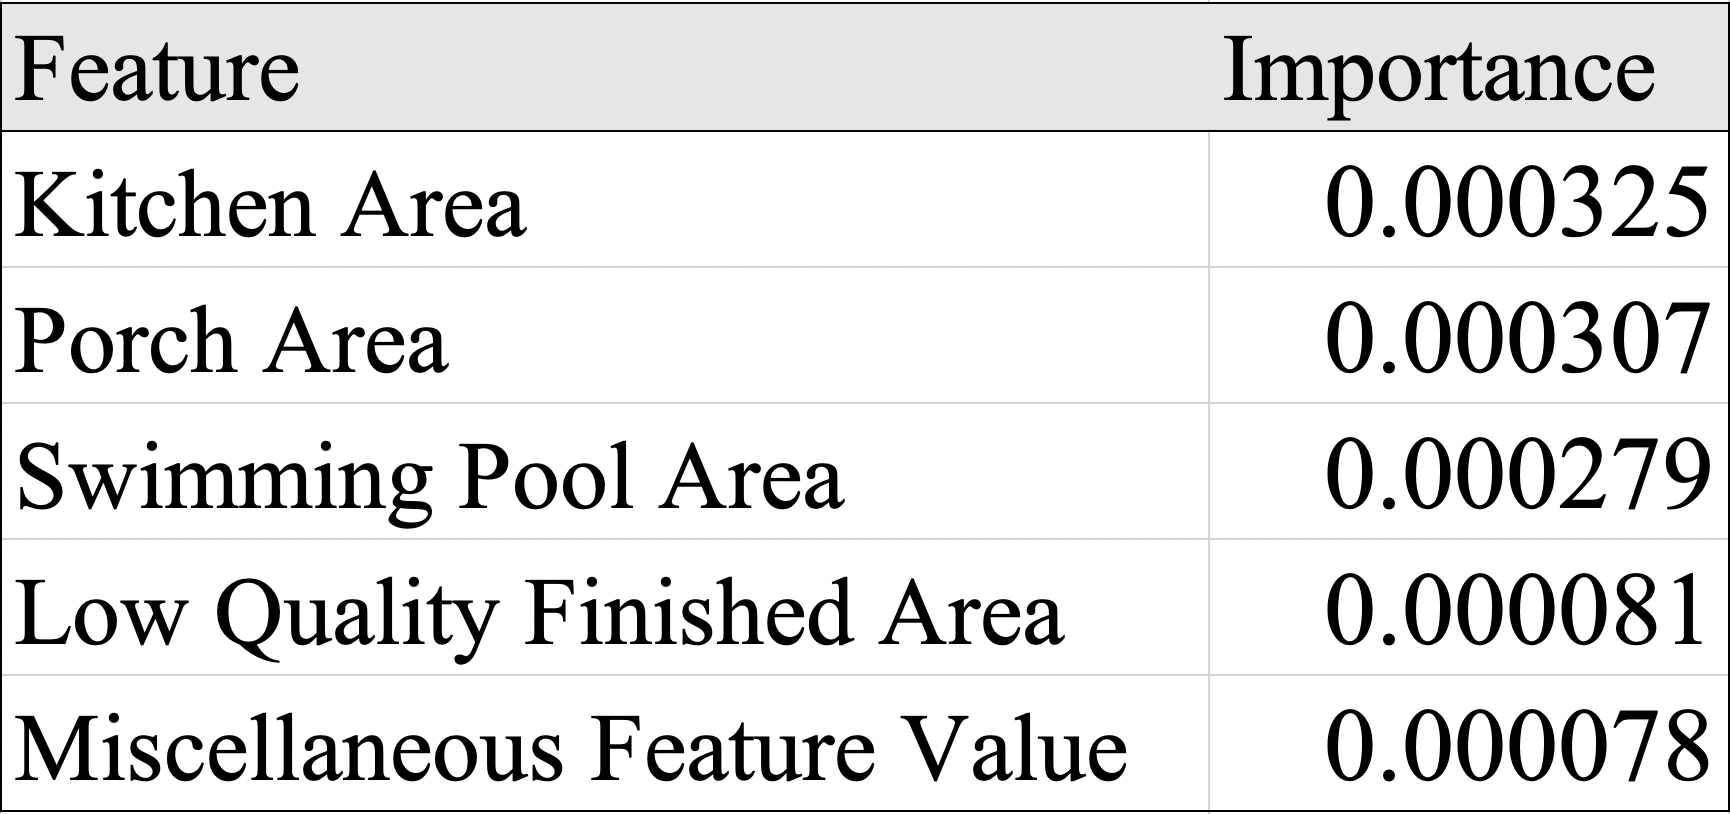 Feature Importance
Kitchen Area 0.000325
Porch Area 0.000307
Swimming Pool Area 0.000279
Low Quality Finished Area 0.000081
Miscellaneous Feature Value 0.000078